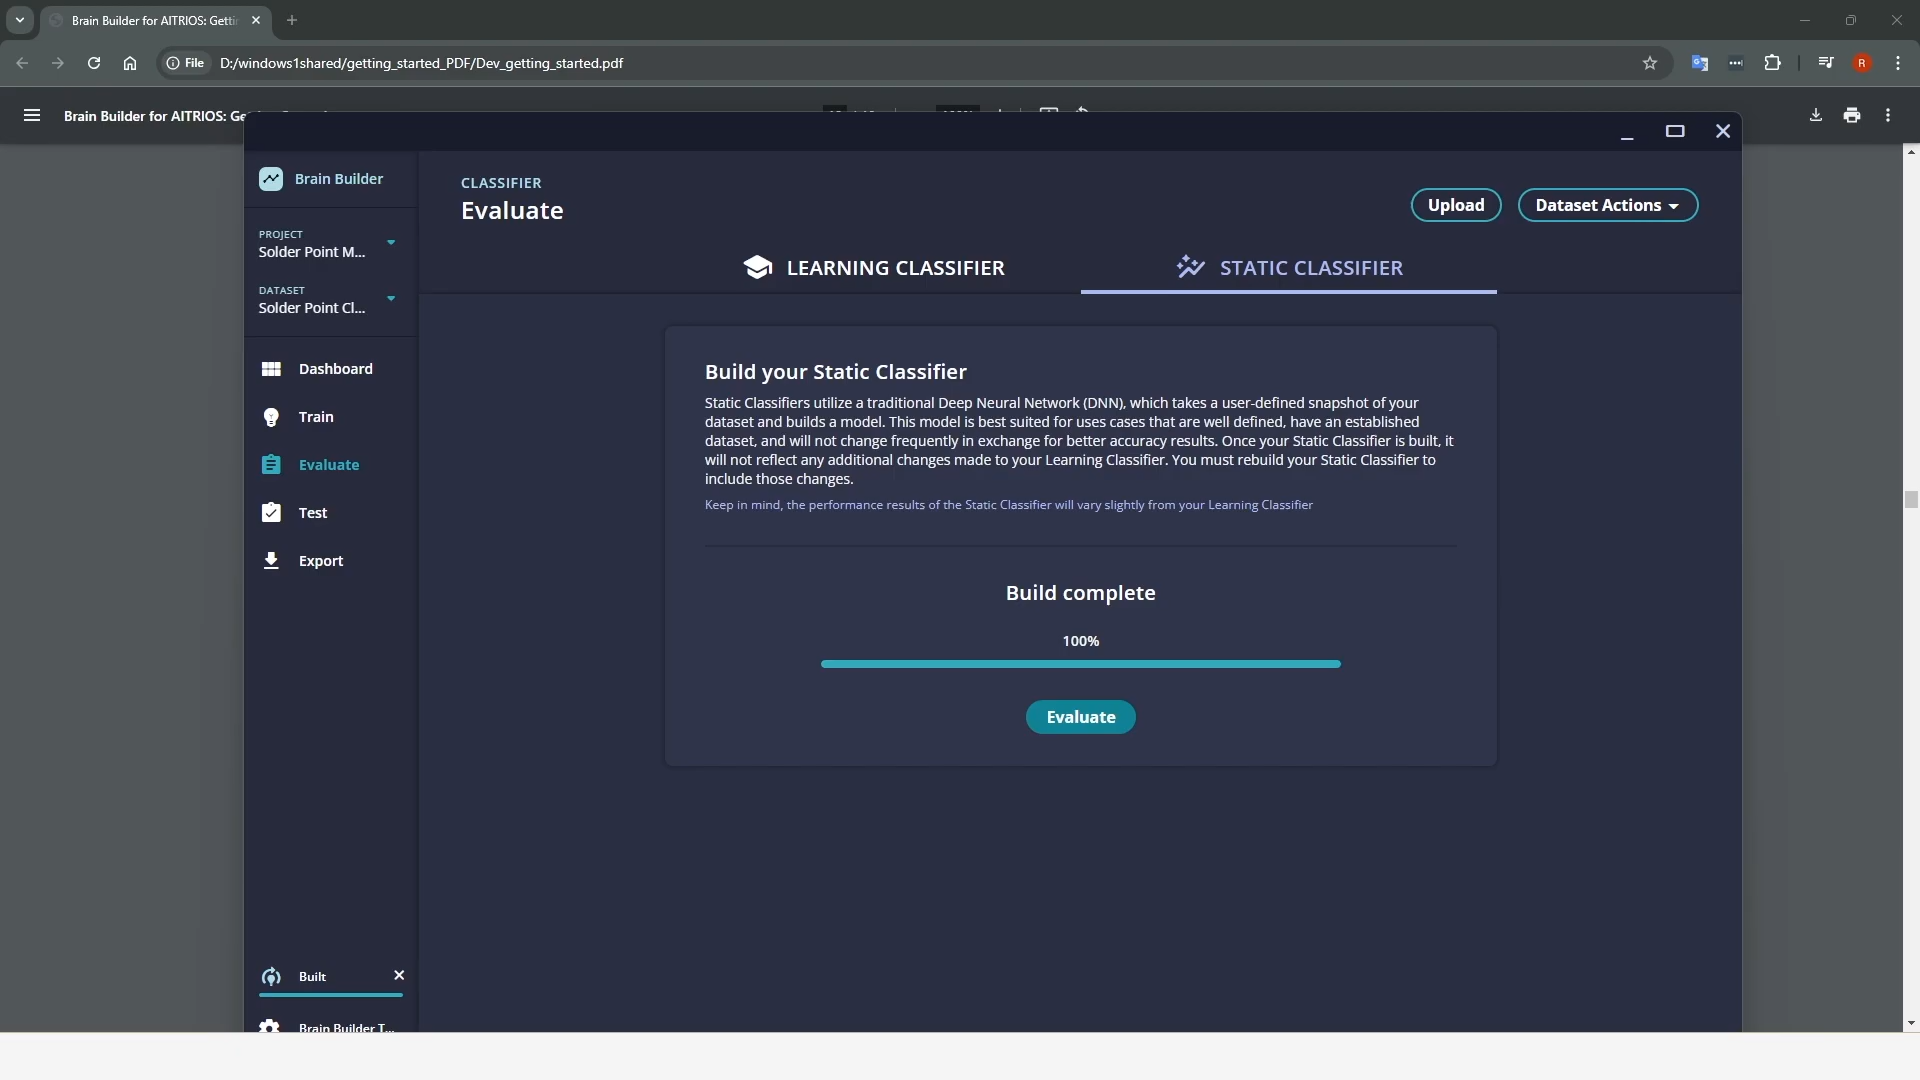 Brain Builder for AITRIOS: Getti
File
D:/windows1shared/getting_started_PDF/Dev_getting_started.pdf
R
Brain Builder for AITRIOS: Ge
Brain Builder
PROJECT
Solder Point M...
DATASET
Solder Point Cl...
Dashboard
Train
Evaluate
Test
Export
Built
Brain Builder T...
CLASSIFIER
Evaluate
Upload
Dataset Actions
LEARNING CLASSIFIER
STATIC CLASSIFIER
Build your Static Classifier
Static Classifiers utilize a traditional Deep Neural Network (DNN), which takes a user-defined snapshot of your
dataset and builds a model. This model is best suited for uses cases that are well defined, have an established
dataset, and will not change frequently in exchange for better accuracy results. Once your Static Classifier is built, it
will not reflect any additional changes made to your Learning Classifier. You must rebuild your Static Classifier to
include those changes.
Keep in mind, the performance results of the Static Classifier will vary slightly from your Learning Classifier
Build complete
100%
Evaluate